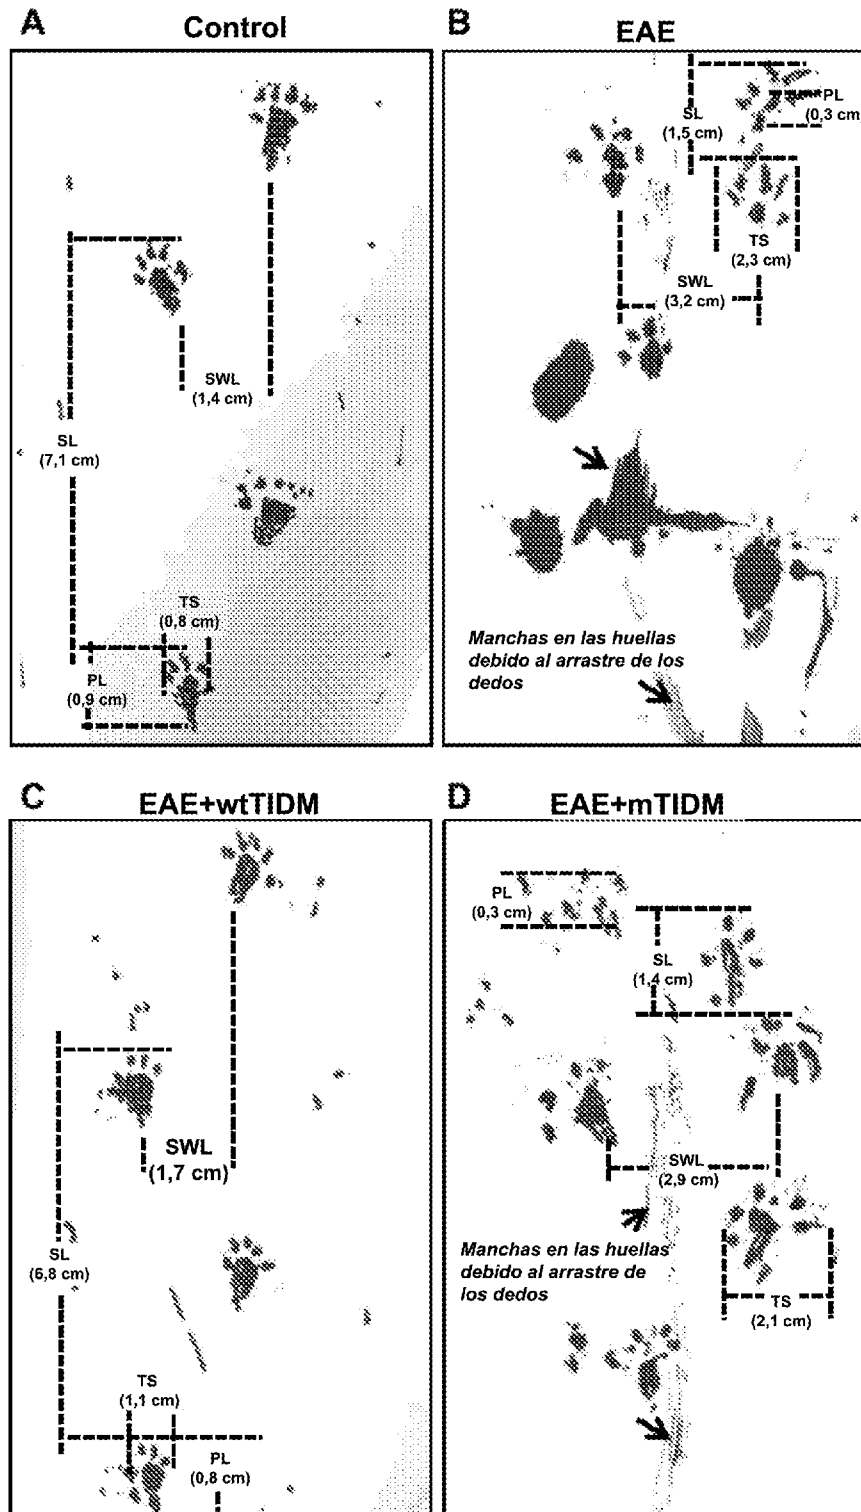 A
Control
SWL
(1,4 cm)
SL
(7,1 cm)
TS
(0,8 cm)
PL
(0,9 cm)
B
EAE
PL
(0,3 cm
SL
(1,5 cm)
TS
(2,3 cm)
SWL
(3,2 cm)
Manchas en las huellas
debido al arrastre de los
dedos
C
EAE+wtTIDM
SWL
(1,7 cm)
SL
(6,8 cm)
TS
(1,1 cm)
PL
(0,8 cm)
D
EAE+mTIDM
PL
(0,3 cm)
SL
(1,4 cm)
SWL
(2,9 cm)
Manchas en las huellas
debido al arrastre de
los dedos
TS
(2,1 cm)